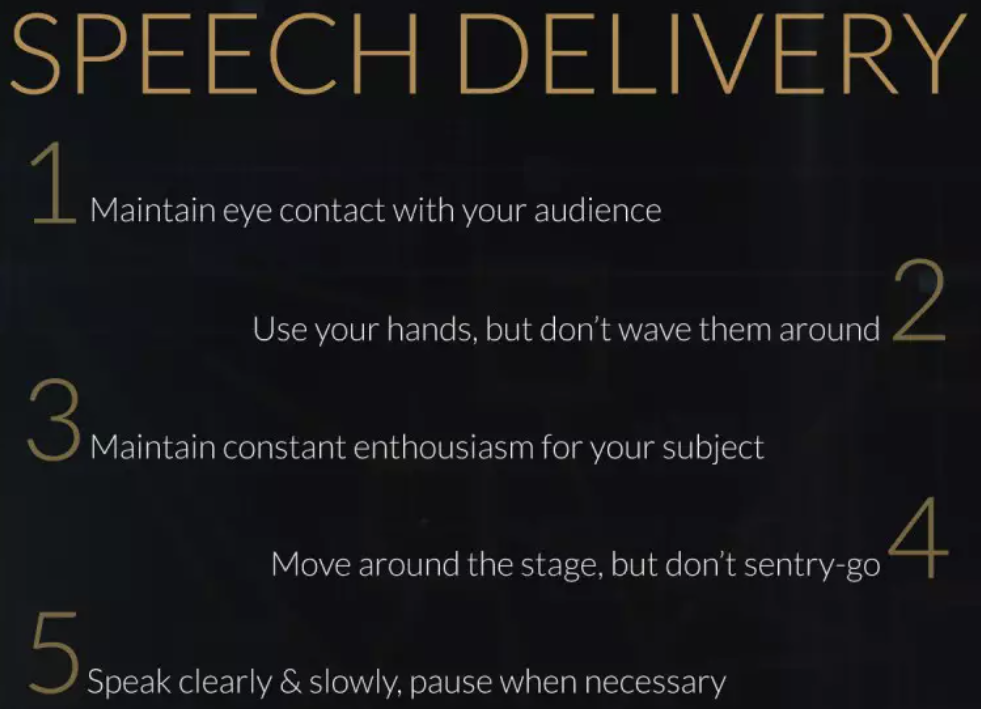 SPEECH DELIVERY
1 Maintain eye contact with your audience
Use your hands, but don't wave them around 2
3 Maintain constant enthousiasm for your subject
Move around the stage, but don't sentry-go 4
5 Speak clearly & slowly, pause when necessary